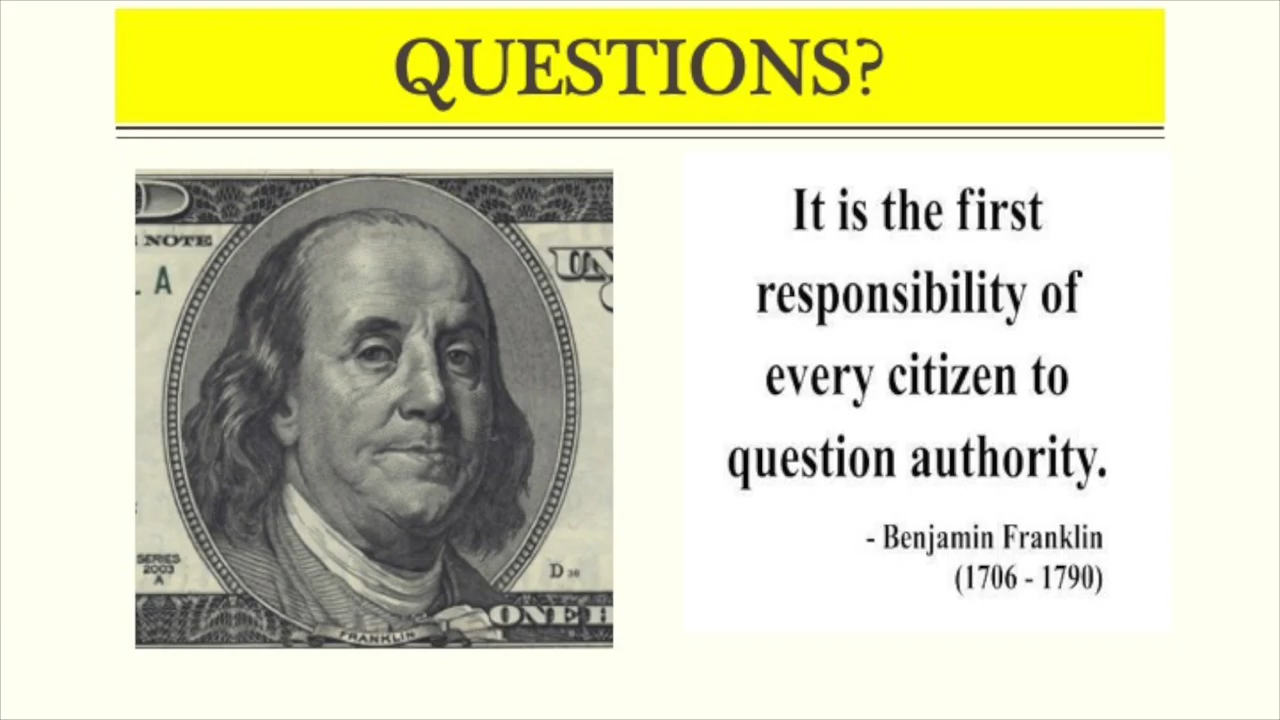 QUESTIONS?
NOTE
A
UN
SERIES
2003
A
D 38
ONE H
FRANKLIN
It is the first
responsibility of
every citizen to
question authority.
- Benjamin Franklin
(1706 - 1790)